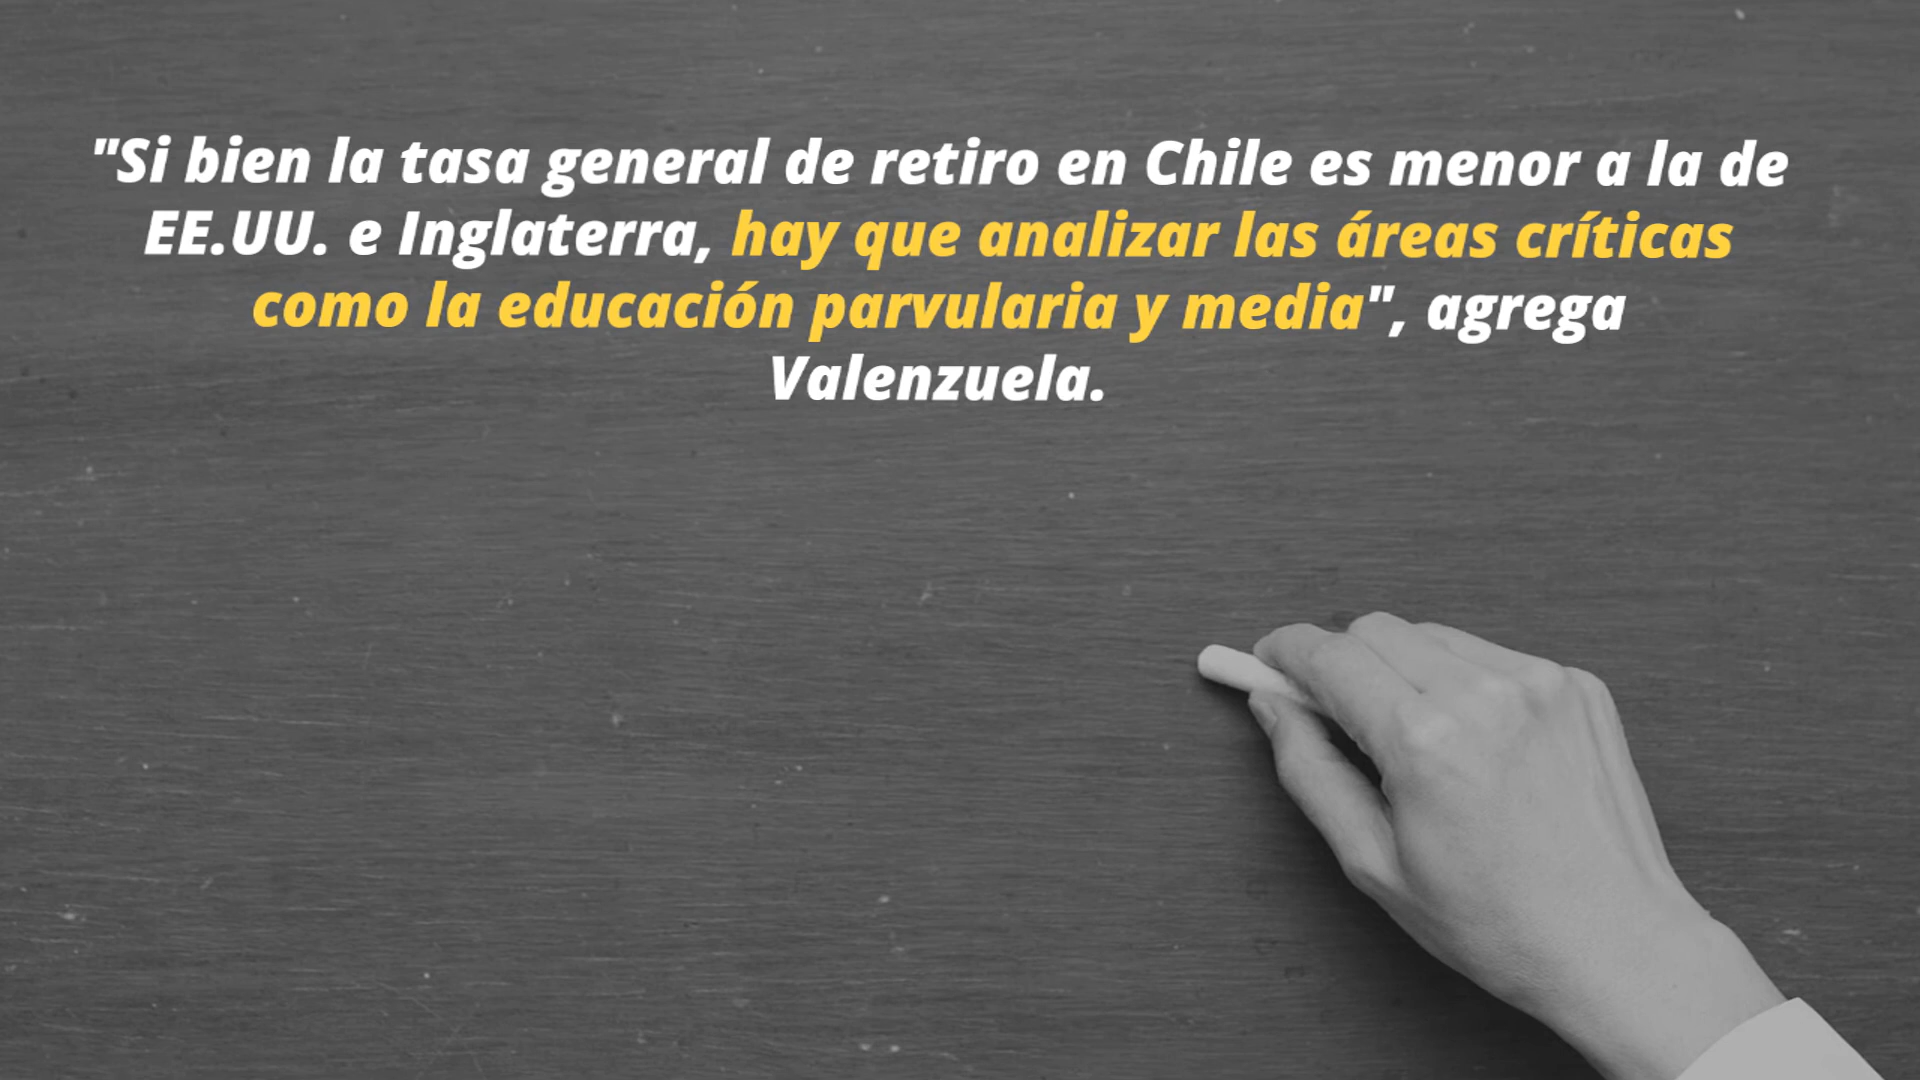 "Si bien la tasa general de retiro en Chile es menor a la de
EE.UU. e Inglaterra, hay que analizar las áreas críticas
como la educación parvularia y media", agrega
Valenzuela.